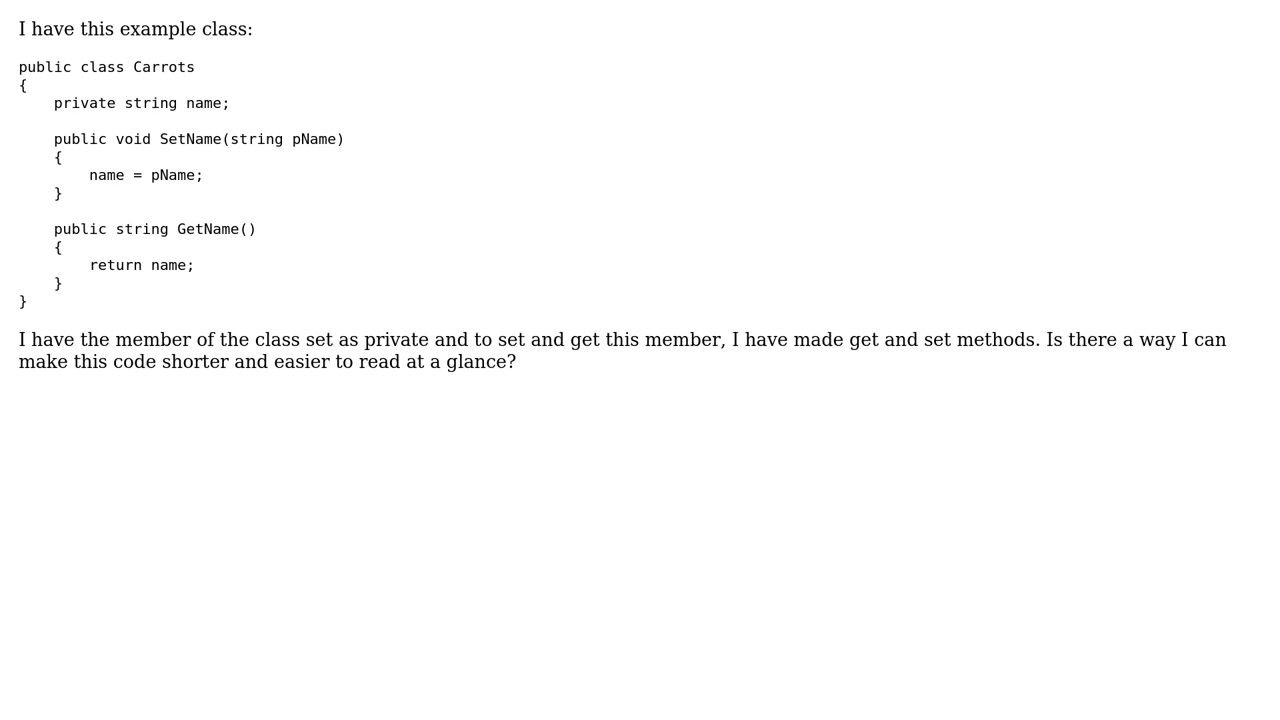 I have this example class:
public class Carrots
{
    private string name;

    public void SetName(string pName)
    {
        name = pName;
    }

    public string GetName()
    {
        return name;
    }
}
I have the member of the class set as private and to set and get this member, I have made get and set methods. Is there a way I can
make this code shorter and easier to read at a glance?